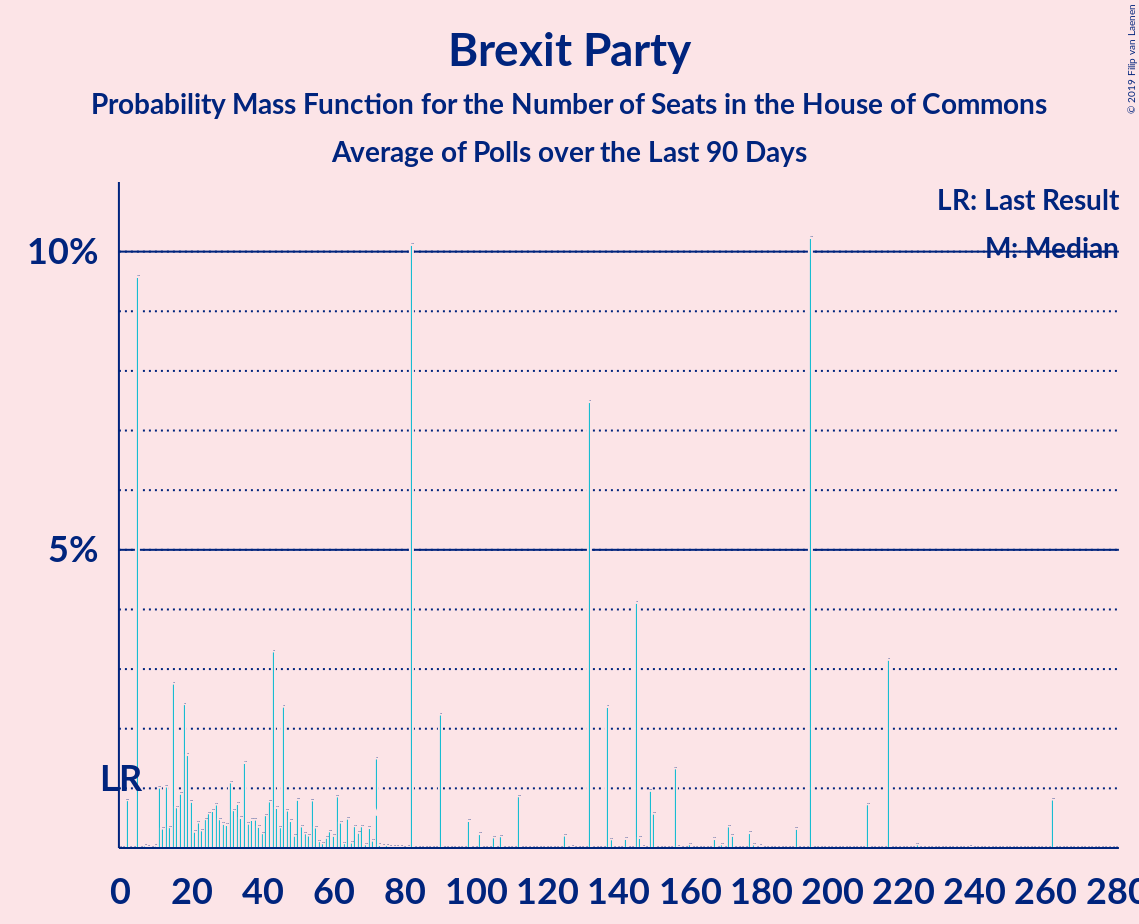 Brexit Party
Probability Mass Function for the Number of Seats in the House of Commons
Average of Polls over the Last 90 Days
© 2019 Filip van Laenen
LR: Last Result
M: Median
10%
5%
LR
0 20 40 60 80 100 120 140 160 180 200 220 240 260 280